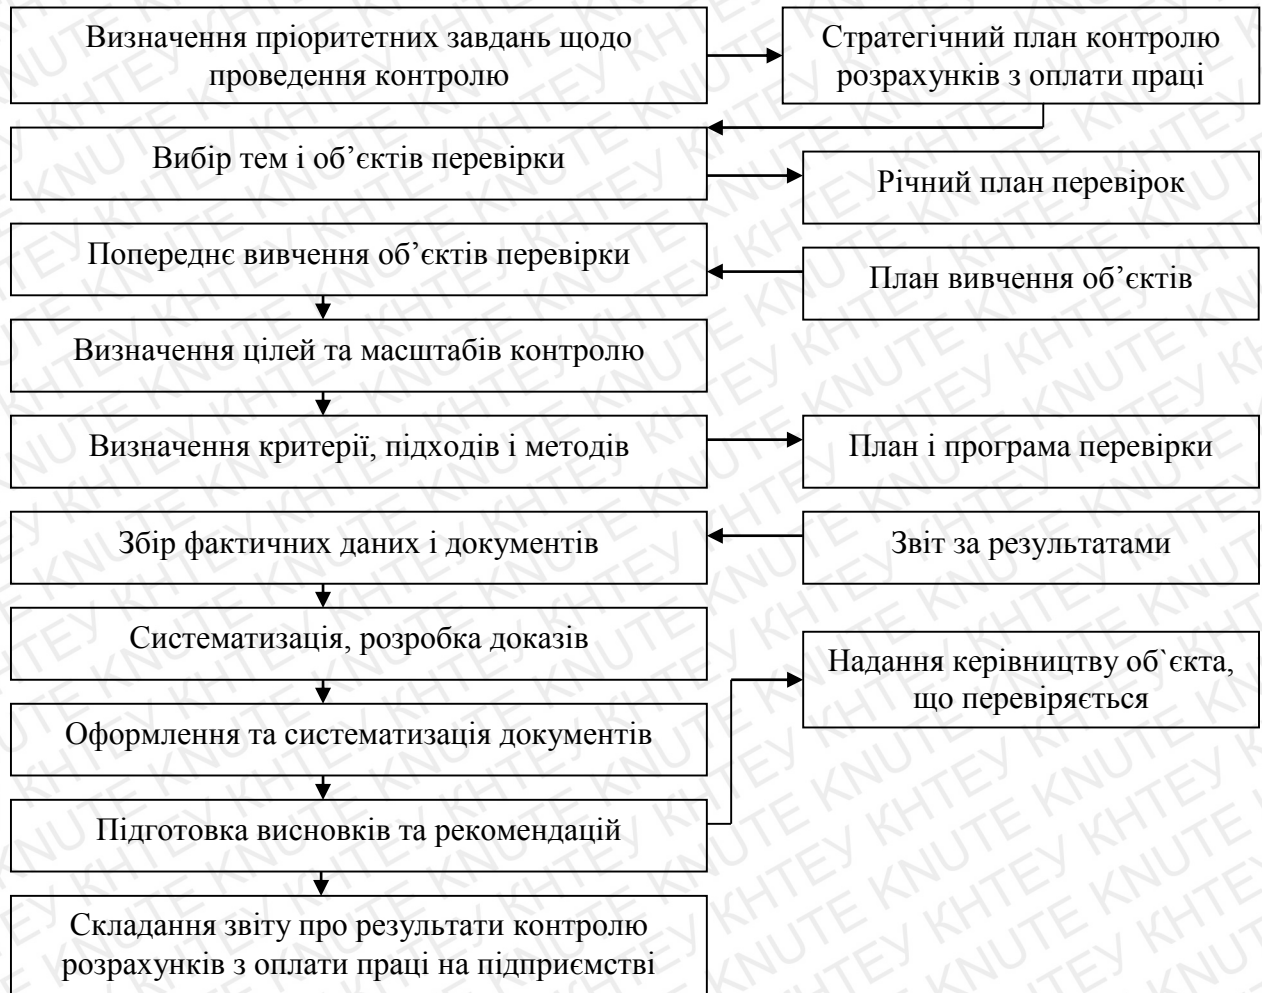 Визначення пріоритетних завдань щодо
проведення контролю
Стратегічний план контролю
розрахунків з оплати праці
Вибір тем і об’єктів перевірки
Річний план перевірок
Попереднє вивчення об’єктів перевірки
План вивчення об’єктів
Визначення цілей та масштабів контролю
Визначення критерії, підходів і методів
План і програма перевірки
Збір фактичних даних і документів
Звіт за результатами
Систематизація, розробка доказів
Надання керівництву об`єкта,
що перевіряється
Оформлення та систематизація документів
Підготовка висновків та рекомендацій
Складання звіту про результати контролю
розрахунків з оплати праці на підприємстві